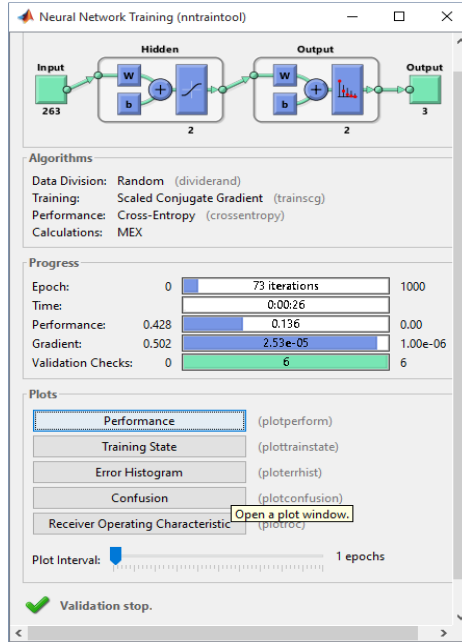 Neural Network Training (nntraintool)
Hidden Output
Input Output
W W
b b
263 3
2 2
Algorithms
Data Division: Random (dividerand)
Training: Scaled Conjugate Gradient (trainscg)
Performance: Cross-Entropy (crossentropy)
Calculations: MEX
Progress
Epoch: 0 73 iterations 1000
Time: 0:00:26
Performance: 0.428 0.136 0.00
Gradient: 0.502 2.53e-05 1.00e-06
Validation Checks: 0 6 6
Plots
Performance (plotperform)
Training State (plottrainstate)
Error Histogram (ploterrhist)
Confusion (plotconfusion)
Open a plot window.
Receiver Operating Characteristic (plotroc)
Plot Interval: 1 epochs
Validation stop.